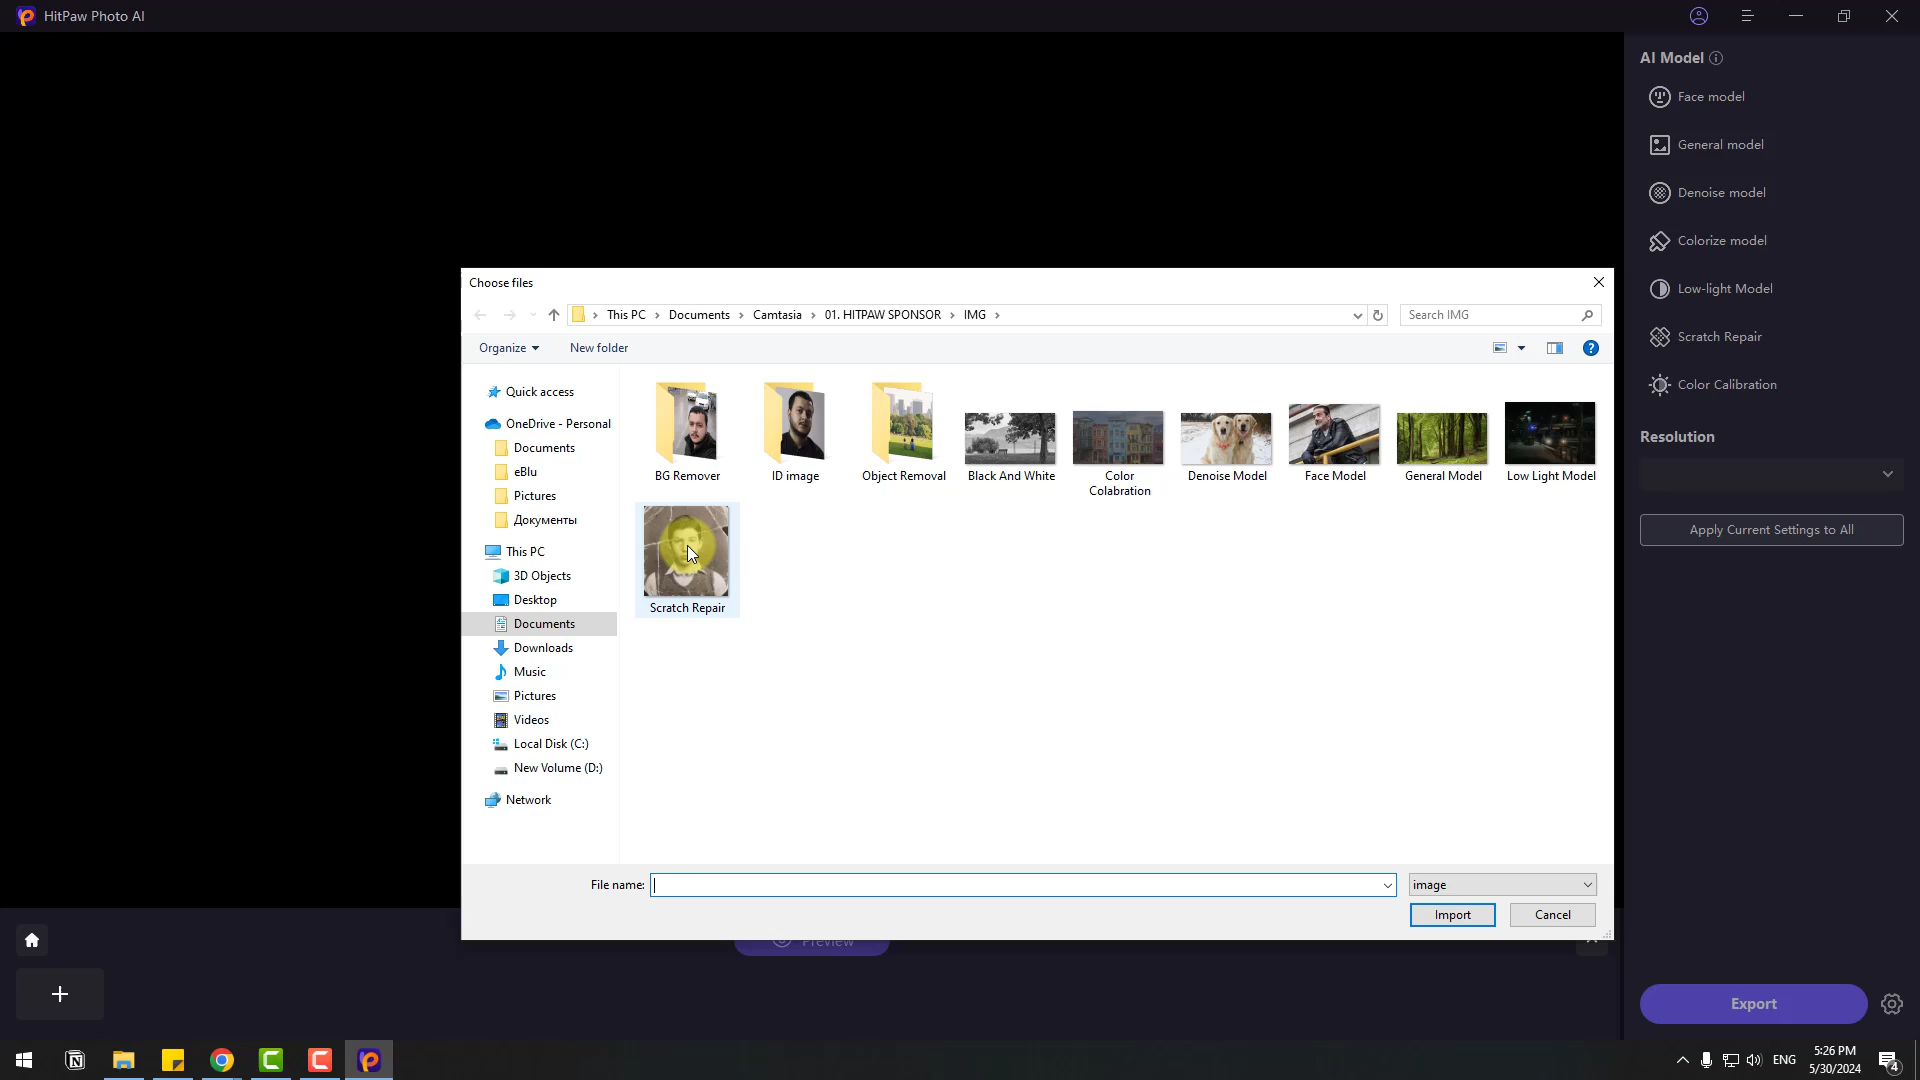 HitPaw Photo AI
AI Model
Face model
General model
Denoise model
Colorize model
Low-light Model
Scratch Repair
Color Calibration
Resolution
Apply Current Settings to All
Export
Choose files
This PC
Documents
Camtasia
01. HITPAW SPONSOR
IMG
Search IMG
Organize
New folder
Quick access
OneDrive - Personal
Documents
eBlu
Pictures
Документы
This PC
3D Objects
Desktop
Documents
Downloads
Music
Pictures
Videos
Local Disk (C:)
New Volume (D:)
Network
BG Remover
ID image
Object Removal
Black And White
Color
Colabration
Denoise Model
Face Model
General Model
Low Light Model
Scratch Repair
File name:
image
Import
Cancel
Preview
ENG
5:26 PM
5/30/2024
4